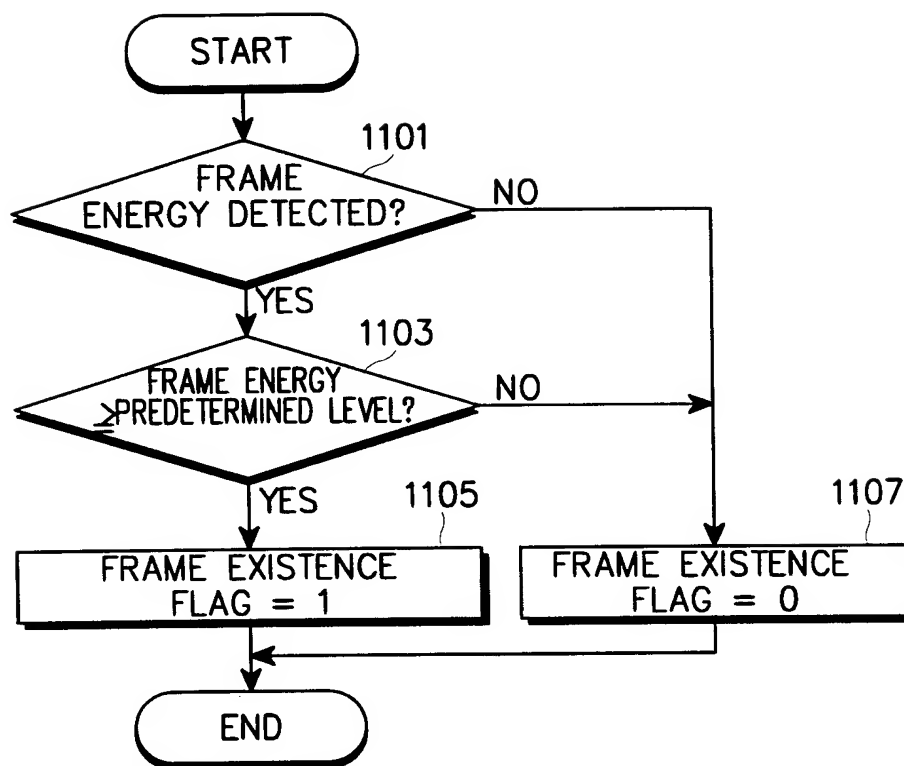 START
1101
FRAME
ENERGY DETECTED?
NO
YES
1103
FRAME ENERGY
≥PREDETERMINED LEVEL?
NO
YES
1105
FRAME EXISTENCE
FLAG = 1
1107
FRAME EXISTENCE
FLAG = 0
END